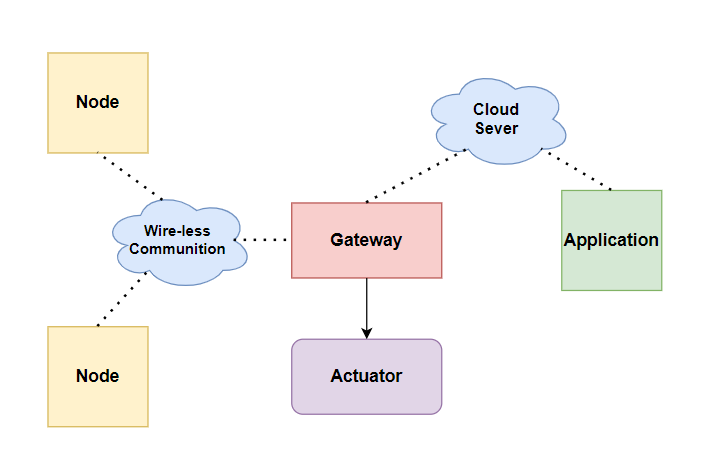 Node
Cloud
Sever
Wire-less
Communition
Gateway
Application
Node
Actuator